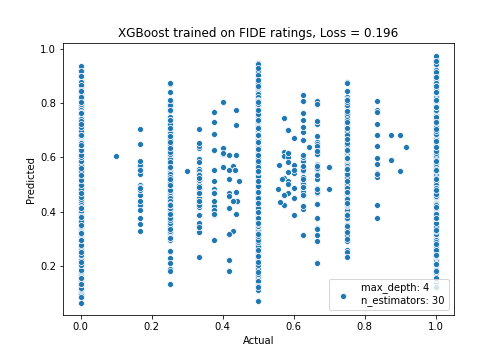 XGBoost trained on FIDE ratings, Loss = 0.196
1.0
0.8
0.6
0.4
0.2
Predicted
max_depth: 4
n_estimators: 30
0.0 0.2 0.4 0.6 0.8 1.0
Actual